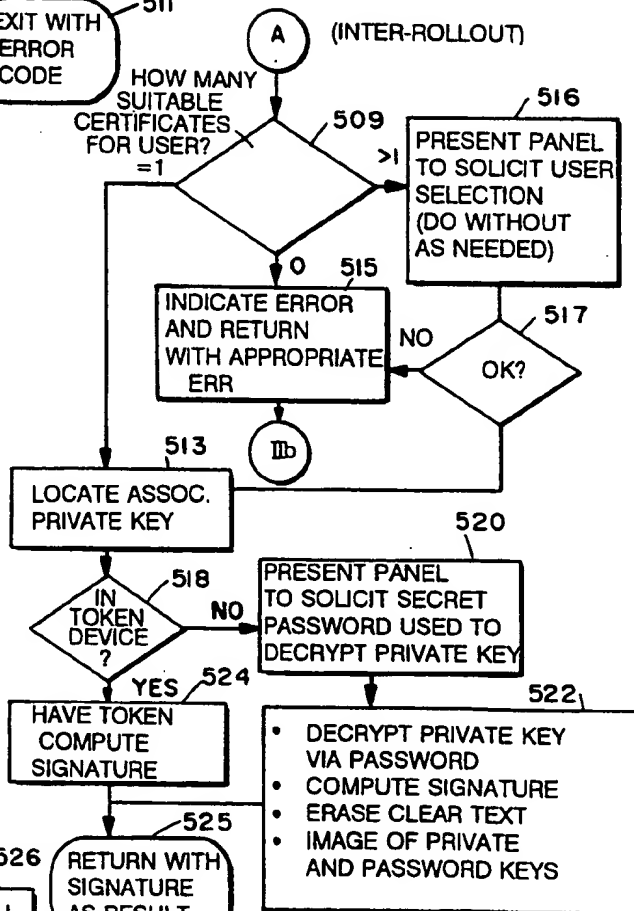 511
EXIT WITH
ERROR
CODE
A
(INTER-ROLLOUT)
HOW MANY
SUITABLE
CERTIFICATES
FOR USER?
=1
509
>1
516
PRESENT PANEL
TO SOLICIT USER
SELECTION
(DO WITHOUT
AS NEEDED)
0
515
INDICATE ERROR
AND RETURN
WITH APPROPRIATE
ERR
NO
517
OK?
IIb
513
LOCATE ASSOC.
PRIVATE KEY
518
IN
TOKEN
DEVICE
?
NO
520
PRESENT PANEL
TO SOLICIT SECRET
PASSWORD USED TO
DECRYPT PRIVATE KEY
YES
524
HAVE TOKEN
COMPUTE
SIGNATURE
522
• DECRYPT PRIVATE KEY
VIA PASSWORD
• COMPUTE SIGNATURE
• ERASE CLEAR TEXT
• IMAGE OF PRIVATE
AND PASSWORD KEYS
525
526
RETURN WITH
SIGNATURE
AS RESULT